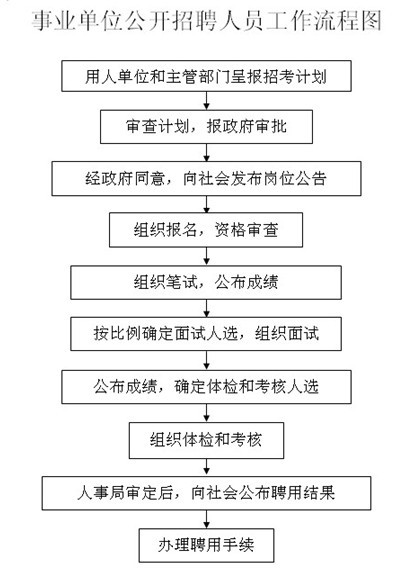 事业单位公开招聘人员工作流程图
用人单位和主管部门呈报招考计划
审查计划，报政府审批
经政府同意，向社会发布岗位公告
组织报名，资格审查
组织笔试，公布成绩
按比例确定面试人选，组织面试
公布成绩，确定体检和考核人选
组织体检和考核
人事局审定后，向社会公布聘用结果
办理聘用手续